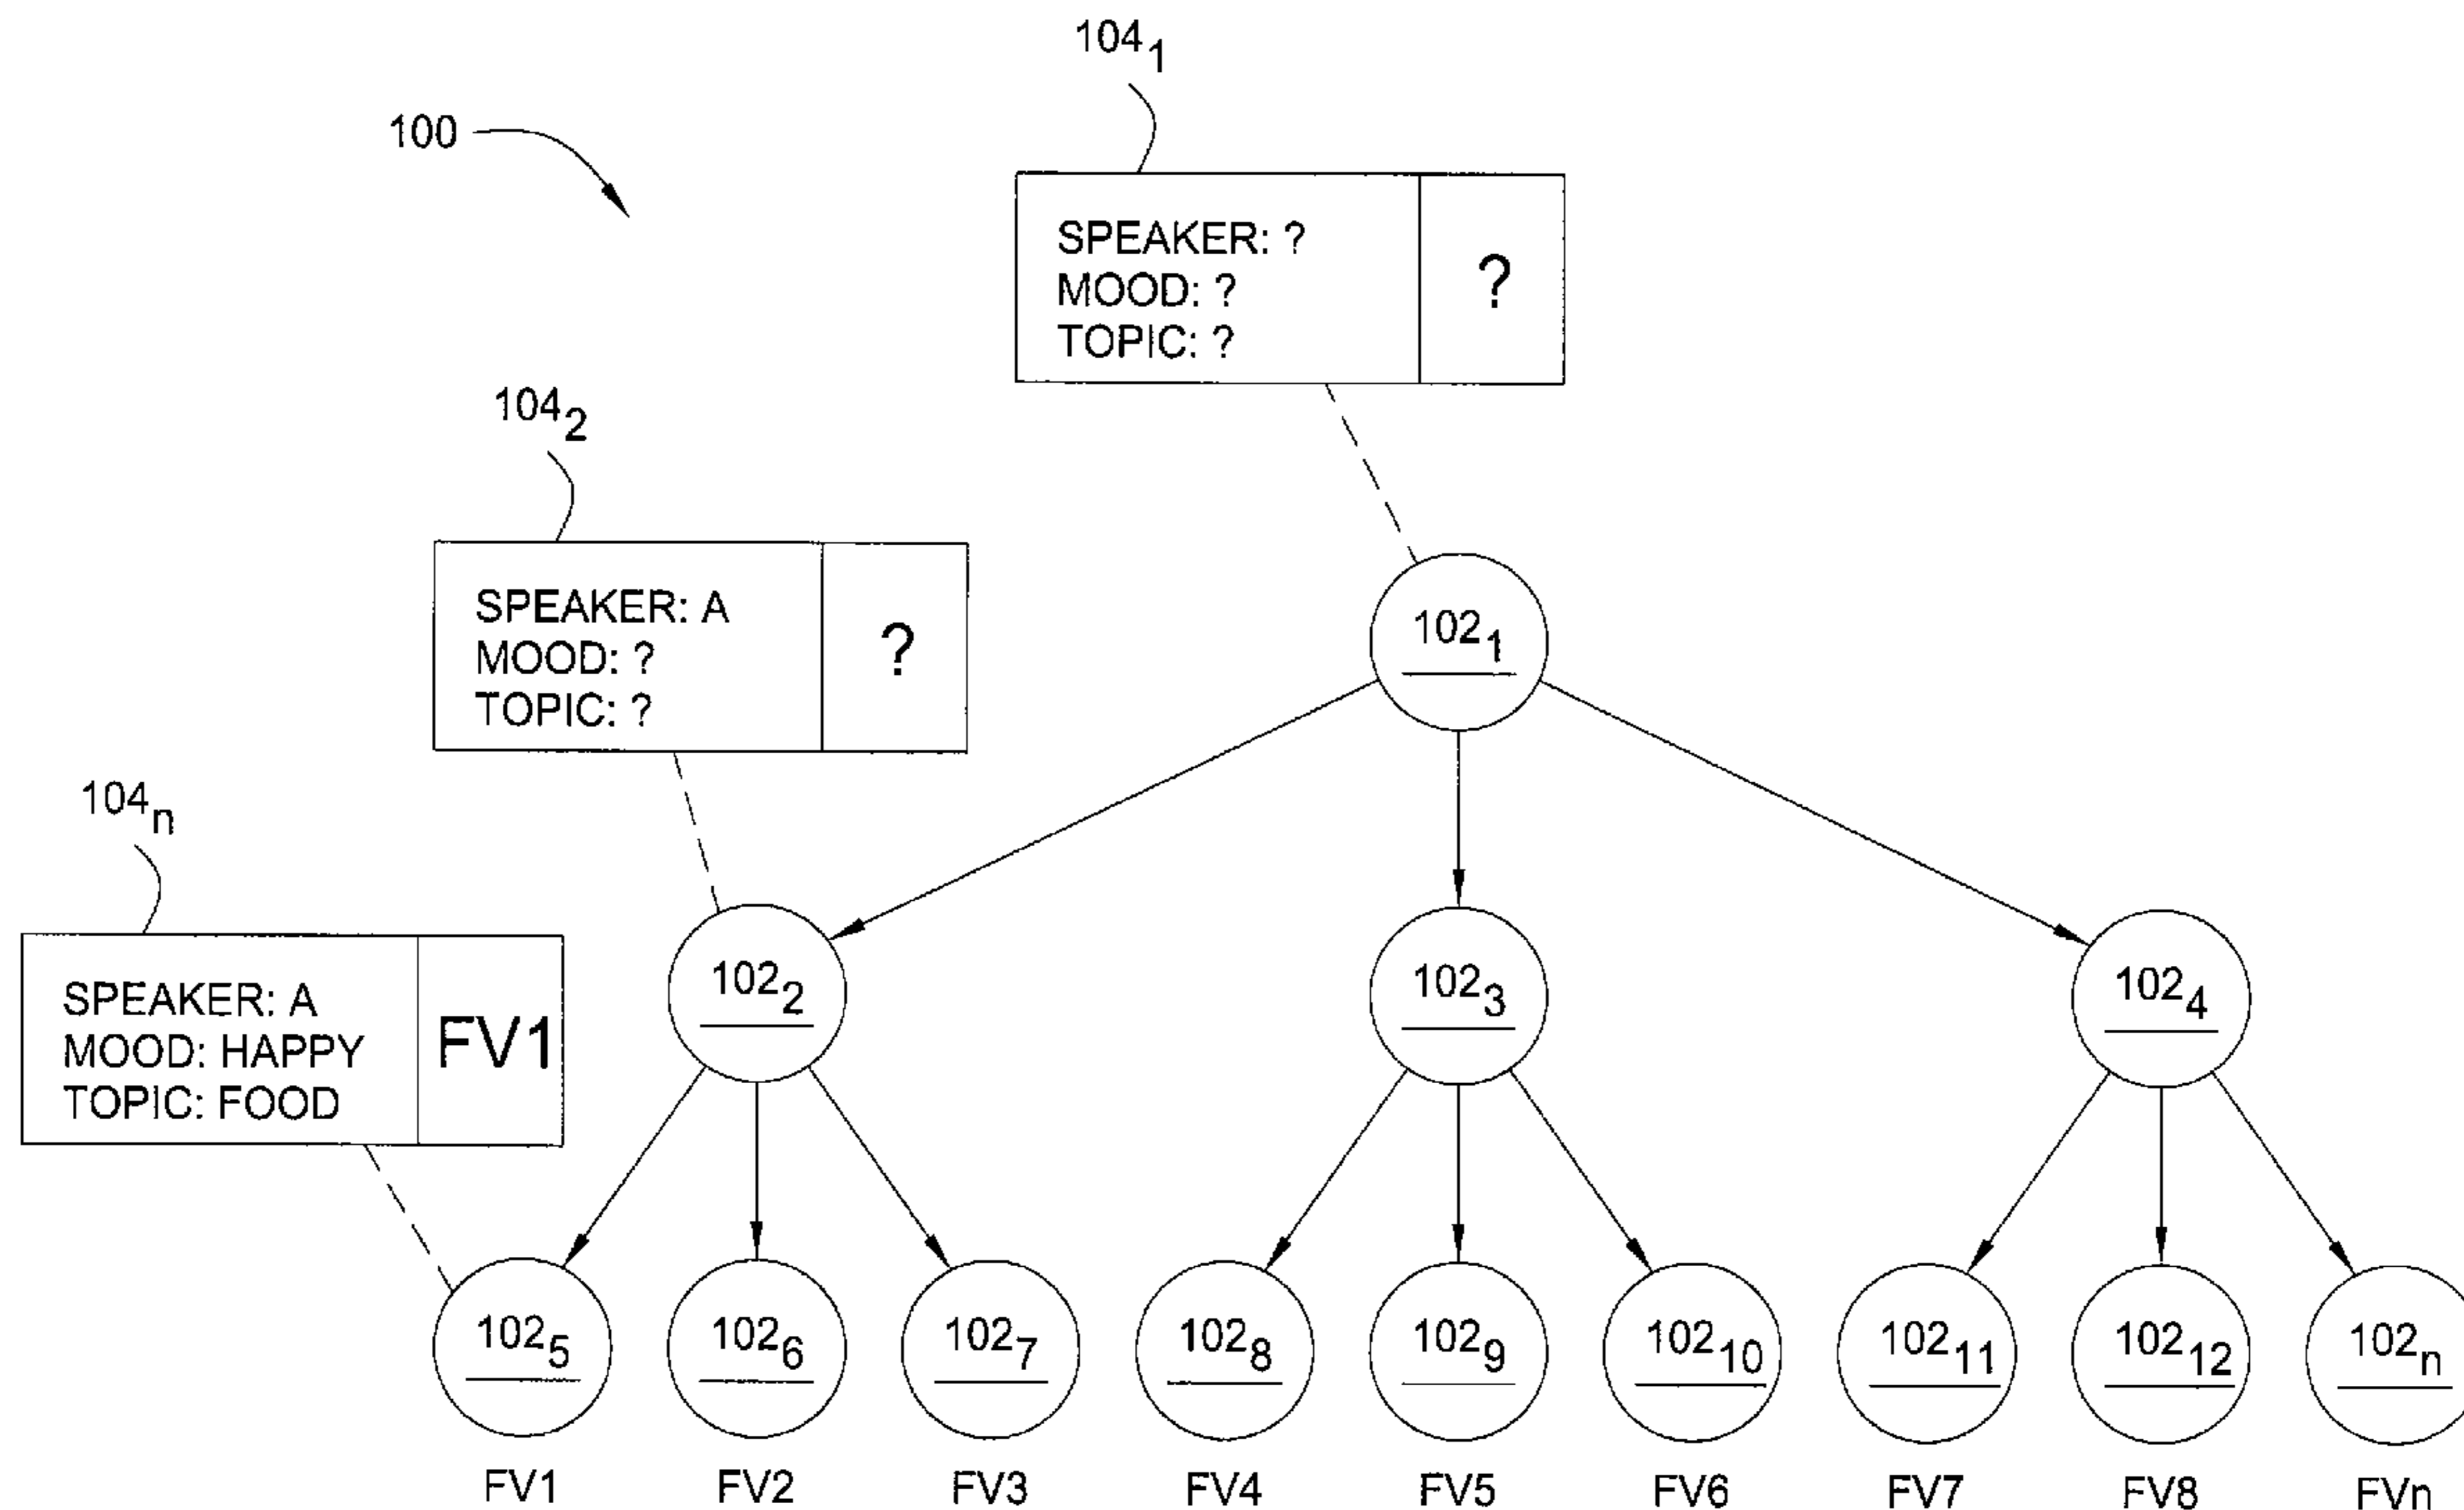 104₁
100
SPEAKER: ?
MOOD: ?
TOPIC: ?
?
104₂
SPEAKER: A
MOOD: ?
TOPIC: ?
?
102₁
104ₙ
SPEAKER: A
MOOD: HAPPY
TOPIC: FOOD
FV1
102₂ 102₃ 102₄
102₅ 102₆ 102₇ 102₈ 102₉ 102₁₀ 102₁₁ 102₁₂ 102ₙ
FV1 FV2 FV3 FV4 FV5 FV6 FV7 FV8 FVn